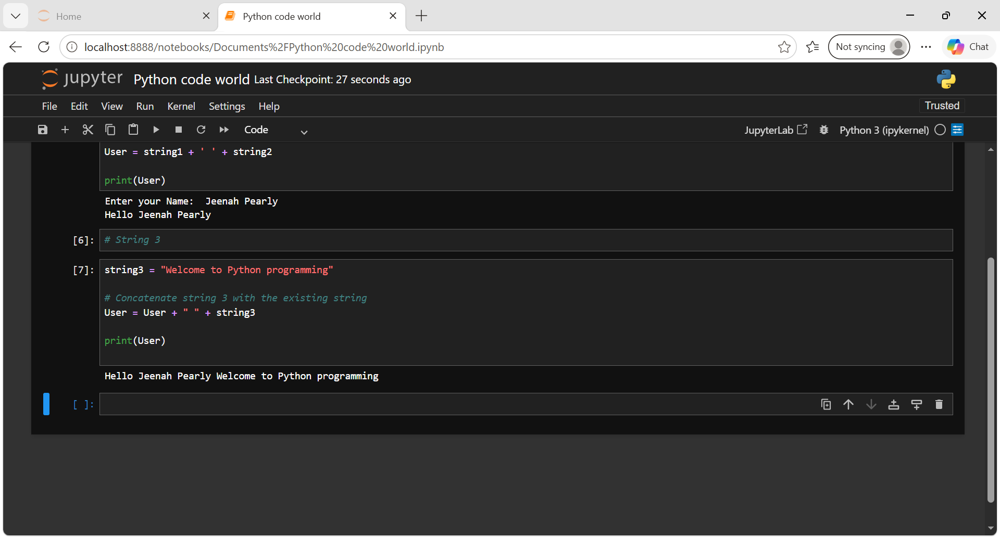 Home
Python code world
localhost:8888/notebooks/Documents%2FPython%20code%20world.ipynb
Not syncing
Chat
jupyter Python code world Last Checkpoint: 27 seconds ago
File Edit View Run Kernel Settings Help
Trusted
Code
JupyterLab
Python 3 (ipykernel)
User = string1 + ' ' + string2
print(User)
Enter your Name:  Jeenah Pearly
Hello Jeenah Pearly
[6]: # String 3
[7]: string3 = "Welcome to Python programming"
# Concatenate string 3 with the existing string
User = User + " " + string3
print(User)
Hello Jeenah Pearly Welcome to Python programming
[ ]: